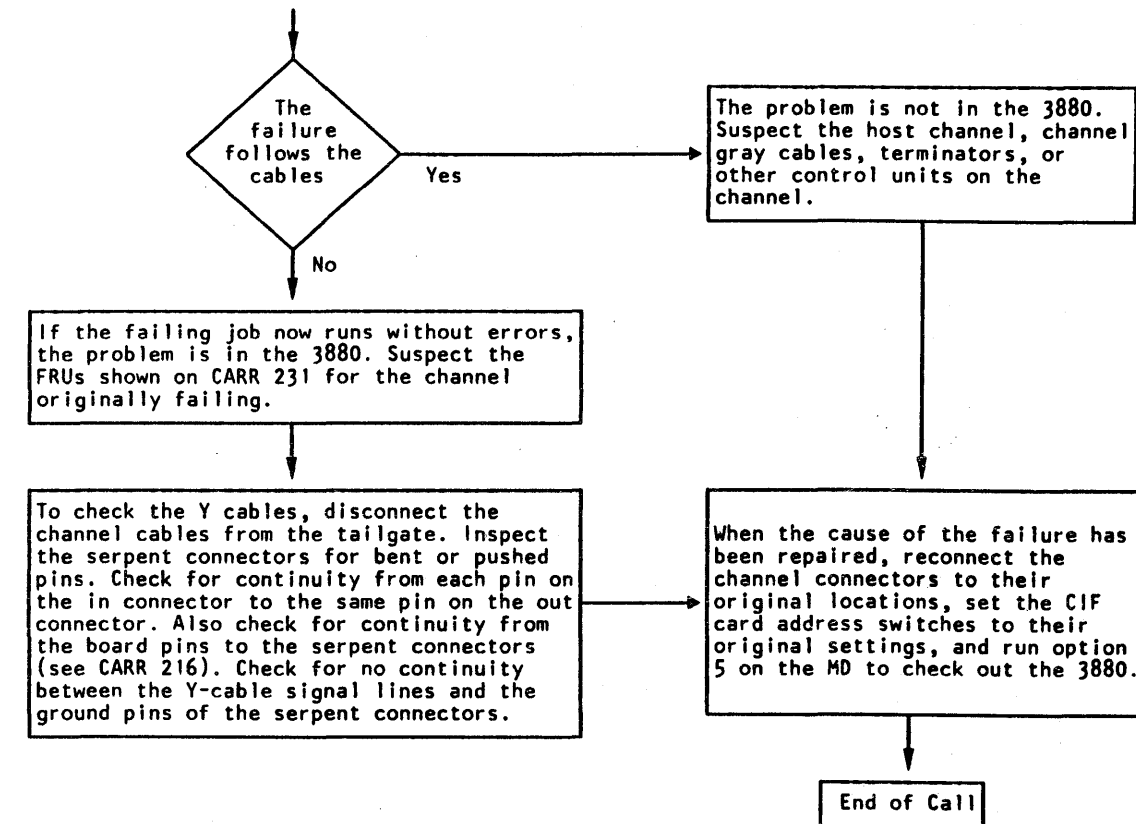 The
failure
follows the
cables
Yes
The problem is not in the 3880.
Suspect the host channel, channel
gray cables, terminators, or
other control units on the
channel.
No
If the failing job now runs without errors,
the problem is in the 3880. Suspect the
FRUs shown on CARR 231 for the channel
originally failing.
To check the Y cables, disconnect the
channel cables from the tailgate. Inspect
the serpent connectors for bent or pushed
pins. Check for continuity from each pin on
the in connector to the same pin on the out
connector. Also check for continuity from
the board pins to the serpent connectors
(see CARR 216). Check for no continuity
between the Y-cable signal lines and the
ground pins of the serpent connectors.
When the cause of the failure has
been repaired, reconnect the
channel connectors to their
original locations, set the CIF
card address switches to their
original settings, and run option
5 on the MD to check out the 3880.
End of Call